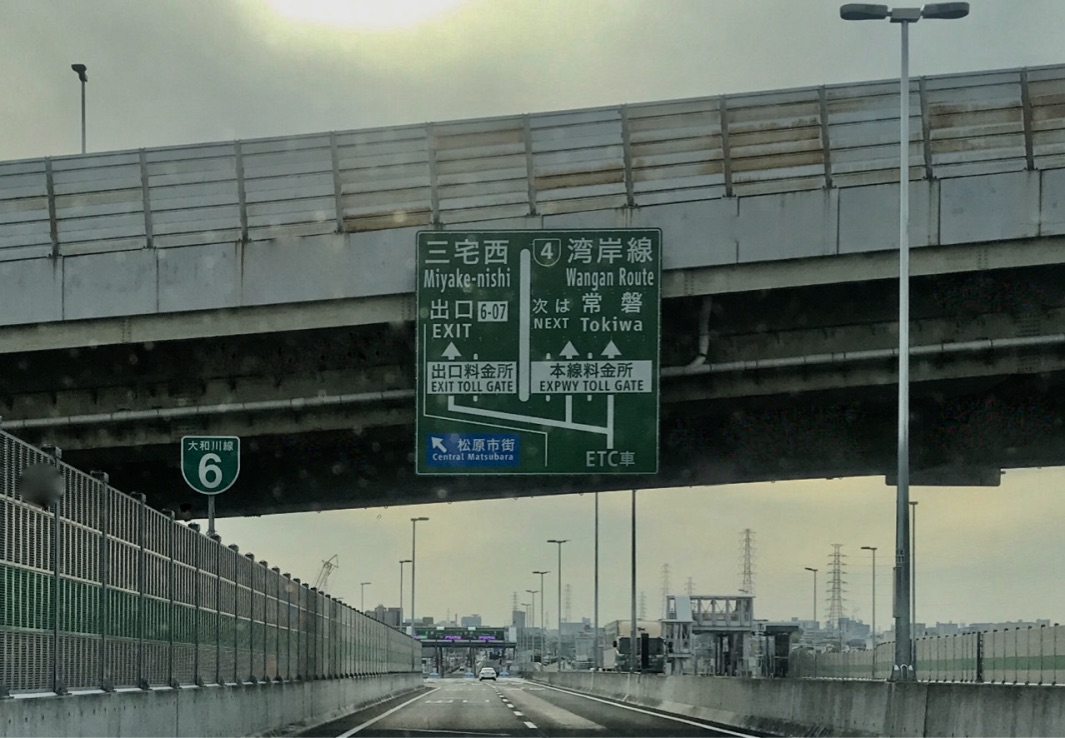 三宅西
Miyake-nishi
出口 6-07
EXIT
4 湾岸線
Wangan Route
次は 常磐
NEXT Tokiwa
出口料金所
EXIT TOLL GATE
本線料金所
EXPWY TOLL GATE
松原市街
Central Matsubara
ETC車
大和川線
6